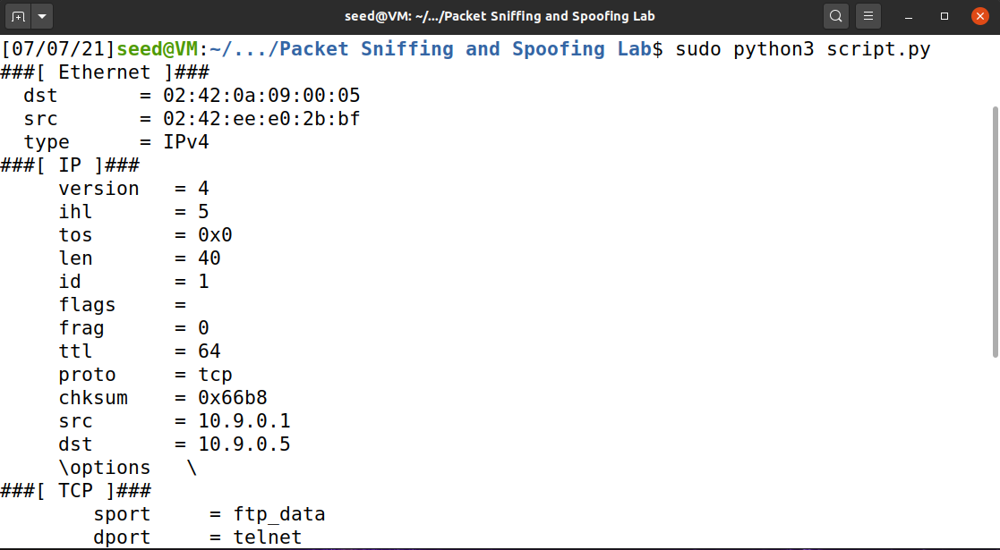 seed@VM: ~/.../Packet Sniffing and Spoofing Lab
[07/07/21]seed@VM:~/.../Packet Sniffing and Spoofing Lab$ sudo python3 script.py
###[ Ethernet ]###
  dst       = 02:42:0a:09:00:05
  src       = 02:42:ee:e0:2b:bf
  type      = IPv4
###[ IP ]###
     version   = 4
     ihl       = 5
     tos       = 0x0
     len       = 40
     id        = 1
     flags     =
     frag      = 0
     ttl       = 64
     proto     = tcp
     chksum    = 0x66b8
     src       = 10.9.0.1
     dst       = 10.9.0.5
     \options   \
###[ TCP ]###
        sport     = ftp_data
        dport     = telnet